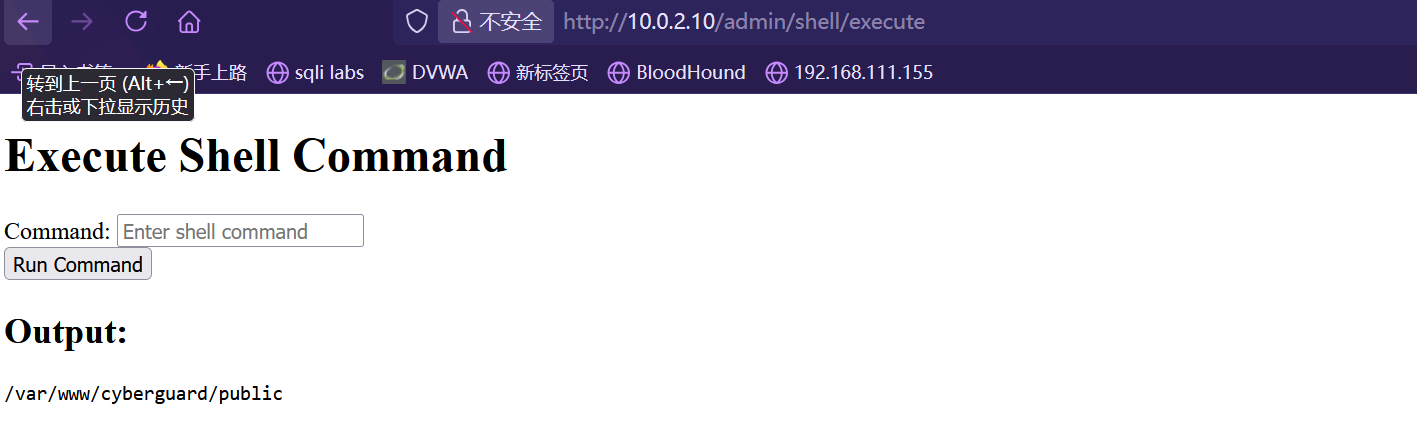 不安全 http://10.0.2.10/admin/shell/execute
新手上路 sqli labs DVWA 新标签页 BloodHound 192.168.111.155
转到上一页 (Alt+←)
右击或下拉显示历史
Execute Shell Command
Command: Enter shell command
Run Command
Output:
/var/www/cyberguard/public